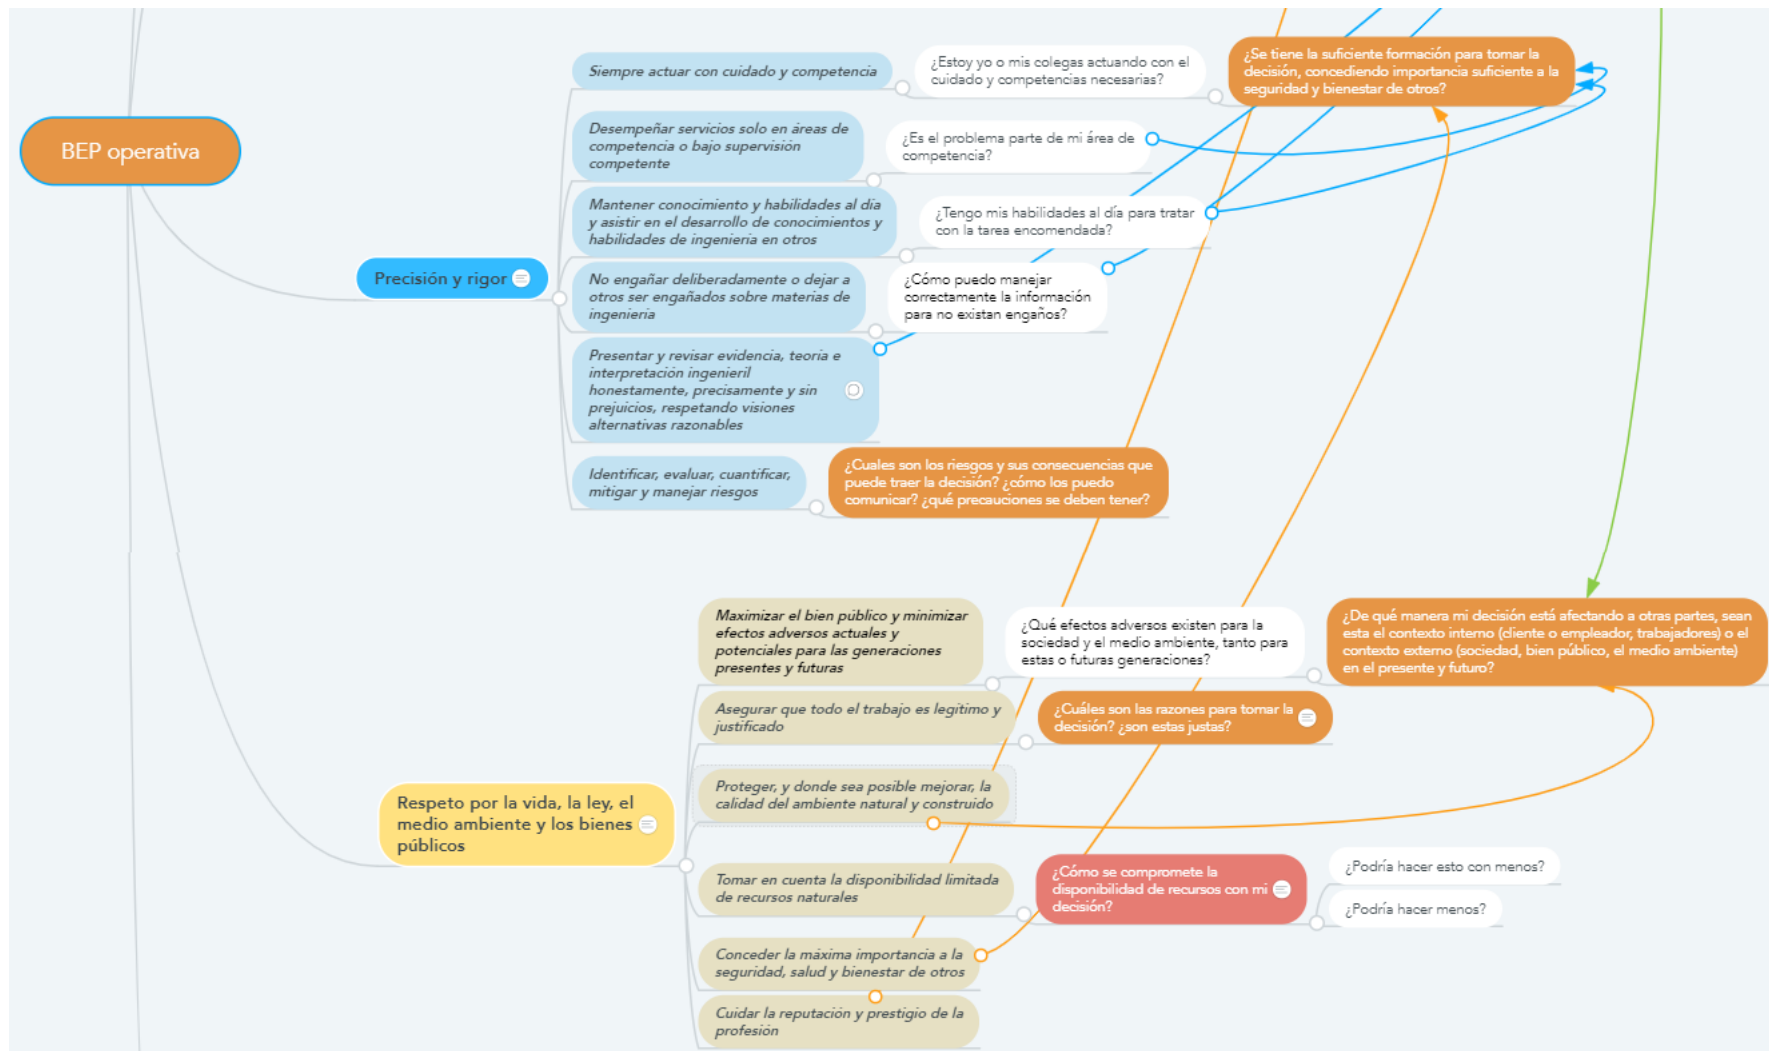 BEP operativa
Precisión y rigor
Siempre actuar con cuidado y competencia
¿Estoy yo o mis colegas actuando con el
cuidado y competencias necesarias?
¿Se tiene la suficiente formación para tomar la
decisión, concediendo importancia suficiente a la
seguridad y bienestar de otros?
Desempeñar servicios solo en áreas de
competencia o bajo supervisión
competente
¿Es el problema parte de mi área de
competencia?
Mantener conocimiento y habilidades al día
y asistir en el desarrollo de conocimientos y
habilidades de ingeniería en otros
¿Tengo mis habilidades al día para tratar
con la tarea encomendada?
No engañar deliberadamente o dejar a
otros ser engañados sobre materias de
ingeniería
¿Cómo puedo manejar
correctamente la información
para no existan engaños?
Presentar y revisar evidencia, teoría e
interpretación ingenieril
honestamente, precisamente y sin
prejuicios, respetando visiones
alternativas razonables
Identificar, evaluar, cuantificar,
mitigar y manejar riesgos
¿Cuales son los riesgos y sus consecuencias que
puede traer la decisión? ¿cómo los puedo
comunicar? ¿qué precauciones se deben tener?
Respeto por la vida, la ley, el
medio ambiente y los bienes
públicos
Maximizar el bien público y minimizar
efectos adversos actuales y
potenciales para las generaciones
presentes y futuras
¿Qué efectos adversos existen para la
sociedad y el medio ambiente, tanto para
estas o futuras generaciones?
¿De qué manera mi decisión está afectando a otras partes, sean
esta el contexto interno (cliente o empleador, trabajadores) o el
contexto externo (sociedad, bien público, el medio ambiente)
en el presente y futuro?
Asegurar que todo el trabajo es legítimo y
justificado
¿Cuáles son las razones para tomar la
decisión? ¿son estas justas?
Proteger, y donde sea posible mejorar, la
calidad del ambiente natural y construido
Tomar en cuenta la disponibilidad limitada
de recursos naturales
¿Cómo se compromete la
disponibilidad de recursos con mi
decisión?
¿Podría hacer esto con menos?
¿Podría hacer menos?
Conceder la máxima importancia a la
seguridad, salud y bienestar de otros
Cuidar la reputación y prestigio de la
profesión